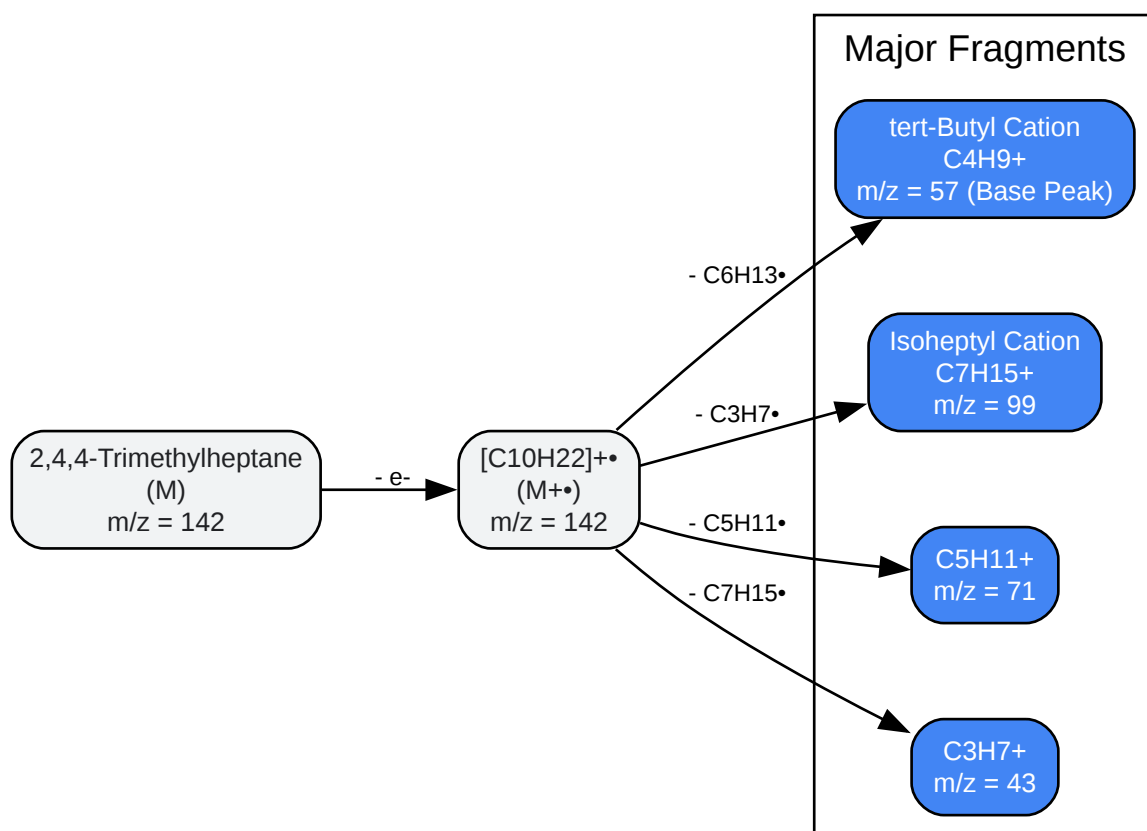 Major Fragments
tert-Butyl Cation
C4H9+
m/z = 57 (Base Peak)
- C6H13•
Isoheptyl Cation
C7H15+
m/z = 99
- C3H7•
2,4,4-Trimethylheptane
(M)
m/z = 142
- e-
[C10H22]+•
(M+•)
m/z = 142
- C5H11•
C5H11+
m/z = 71
- C7H15•
C3H7+
m/z = 43